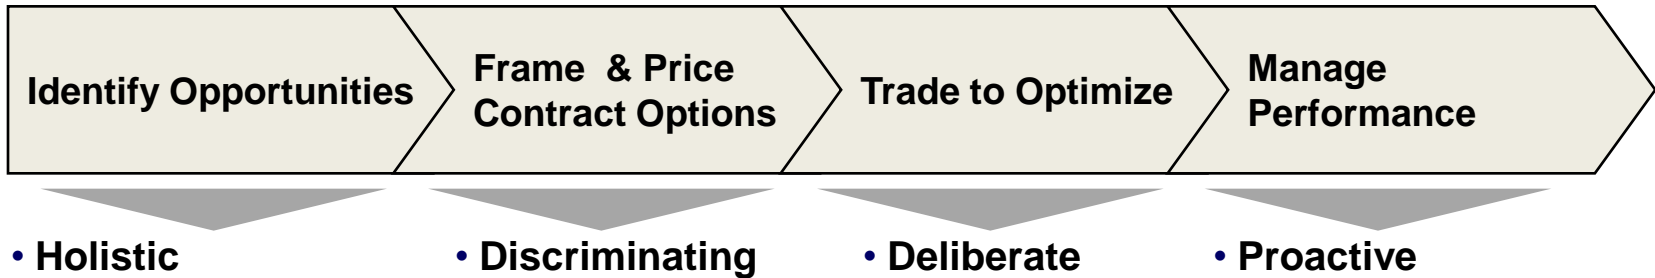 Identify Opportunities
Frame & Price
Contract Options
Trade to Optimize
Manage
Performance
• Holistic
• Discriminating
• Deliberate
• Proactive